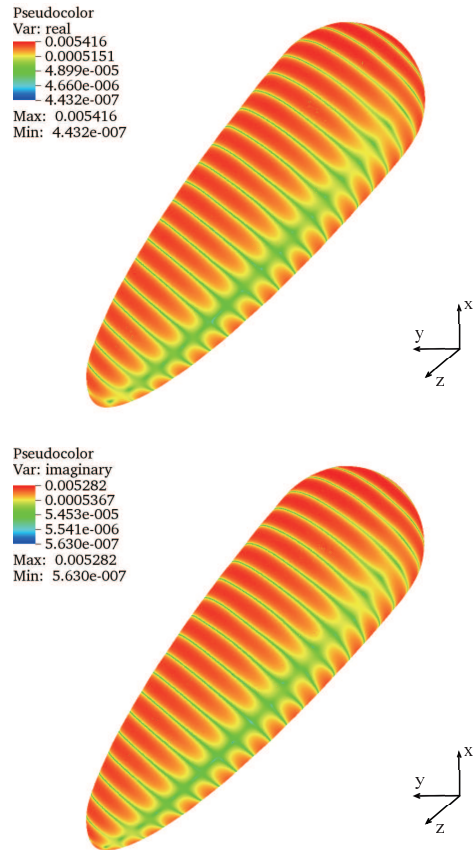 Pseudocolor
Var: real
0.005416
0.0005151
4.899e-005
4.660e-006
4.432e-007
Max: 0.005416
Min: 4.432e-007
x
y
z
Pseudocolor
Var: imaginary
0.005282
0.0005367
5.453e-005
5.541e-006
5.630e-007
Max: 0.005282
Min: 5.630e-007
x
y
z